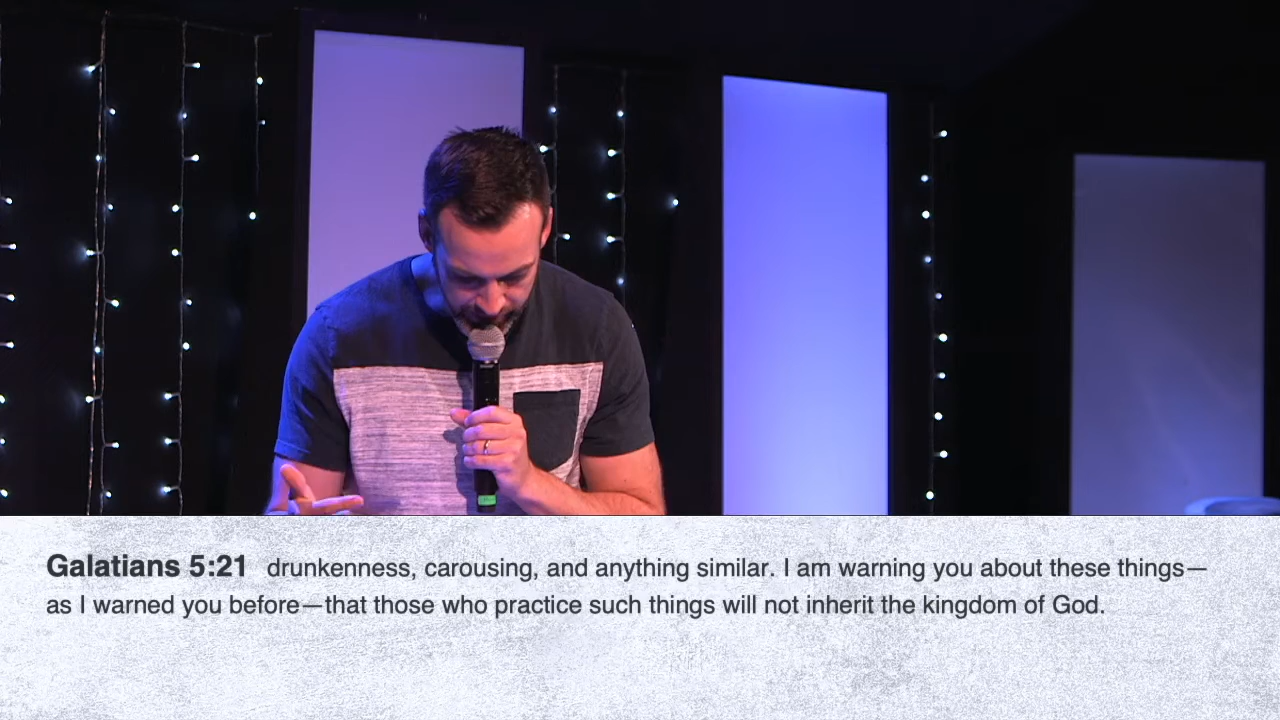 Galatians 5:21 drunkenness, carousing, and anything similar. I am warning you about these things—
as I warned you before—that those who practice such things will not inherit the kingdom of God.